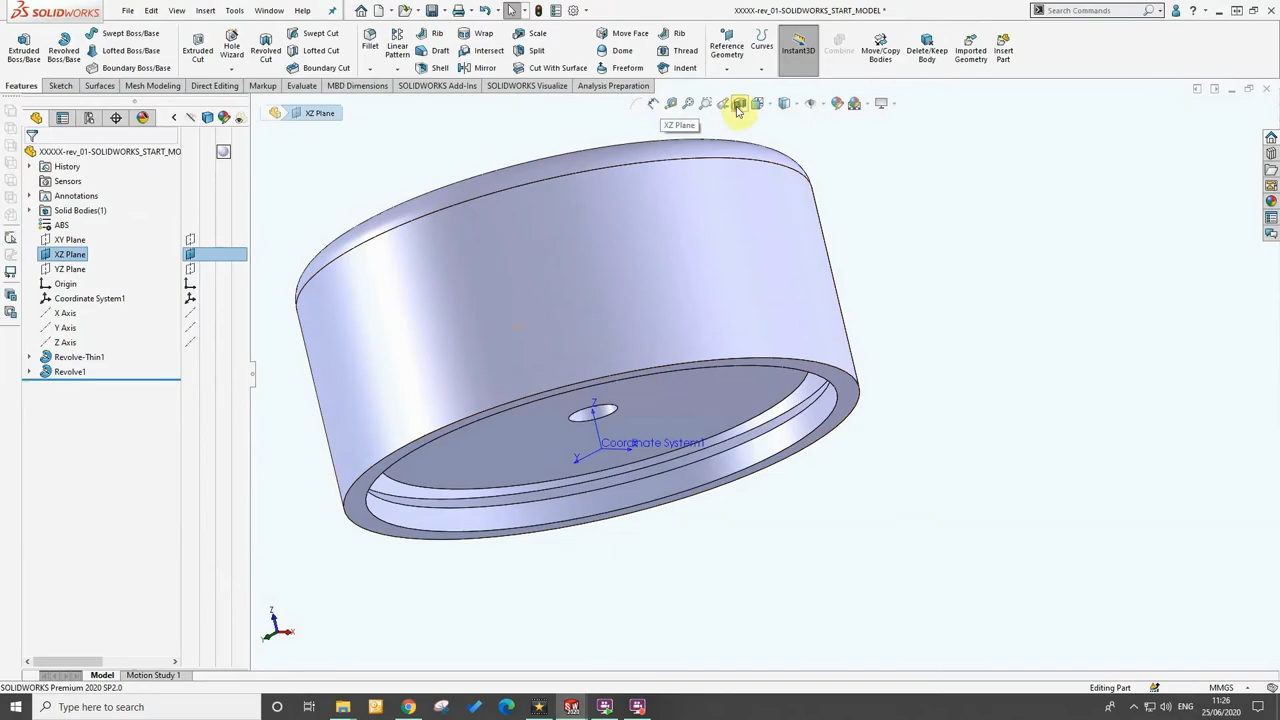 SOLIDWORKS File Edit View Insert Tools Window Help XXXXX-rev_01-SOLIDWORKS_START_MODEL * Search Commands
Extruded Boss/Base
Revolved Boss/Base
Swept Boss/Base
Lofted Boss/Base
Boundary Boss/Base
Extruded Cut
Hole Wizard
Revolved Cut
Swept Cut
Lofted Cut
Boundary Cut
Fillet
Linear Pattern
Rib
Draft
Shell
Wrap
Intersect
Mirror
Scale
Split
Cut With Surface
Move Face
Dome
Freeform
Rib
Thread
Indent
Reference Geometry
Curves
Instant3D
Combine
Move/Copy Bodies
Delete/Keep Body
Imported Geometry
Insert Part
Features Sketch Surfaces Mesh Modeling Direct Editing Markup Evaluate MBD Dimensions SOLIDWORKS Add-Ins SOLIDWORKS Visualize Analysis Preparation
XZ Plane
XZ Plane
XXXXX-rev_01-SOLIDWORKS_START_MO
History
Sensors
Annotations
Solid Bodies(1)
ABS
XY Plane
XZ Plane
YZ Plane
Origin
Coordinate System1
X Axis
Y Axis
Z Axis
Revolve-Thin1
Revolve1
Z
Coordinate System1
Y
Z
X
Y
Model Motion Study 1
SOLIDWORKS Premium 2020 SP2.0 Editing Part MMGS
Type here to search
ENG
11:26
25/06/2020